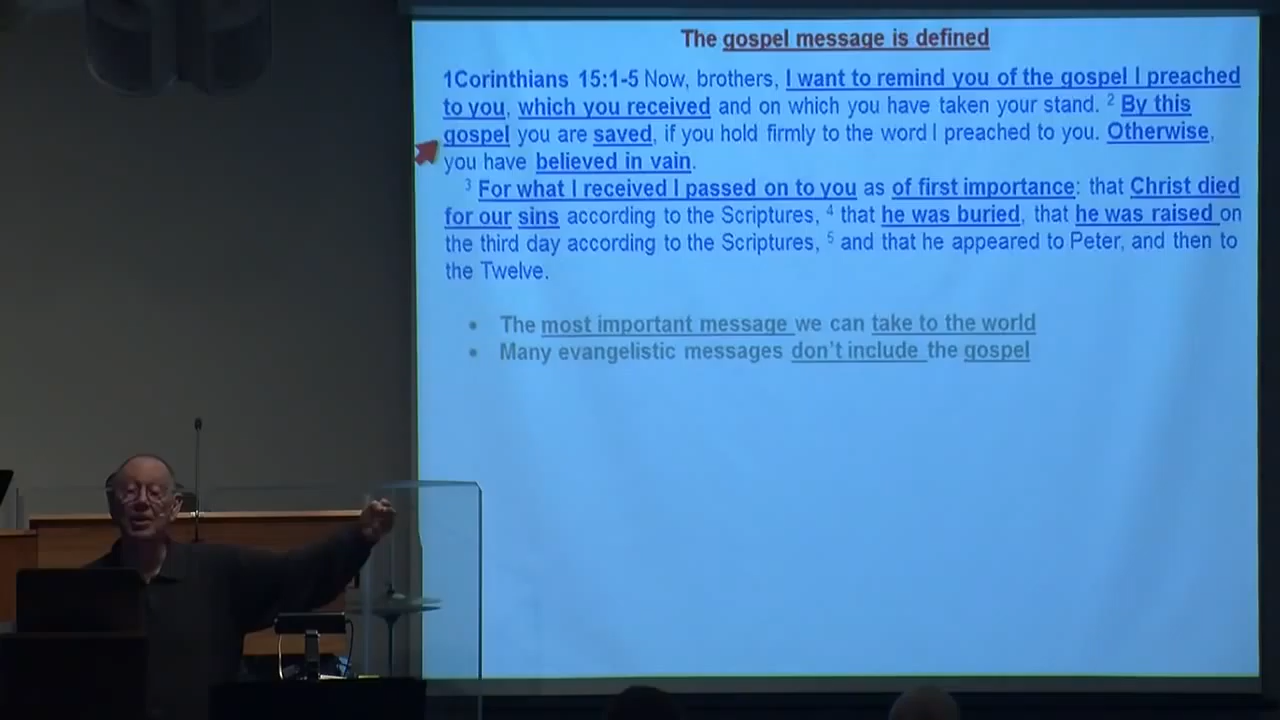 The gospel message is defined
1Corinthians 15:1-5 Now, brothers, I want to remind you of the gospel I preached
to you, which you received and on which you have taken your stand. 2 By this
gospel you are saved, if you hold firmly to the word I preached to you. Otherwise,
you have believed in vain.
3 For what I received I passed on to you as of first importance: that Christ died
for our sins according to the Scriptures, 4 that he was buried, that he was raised on
the third day according to the Scriptures, 5 and that he appeared to Peter, and then to
the Twelve.
• The most important message we can take to the world
• Many evangelistic messages don't include the gospel